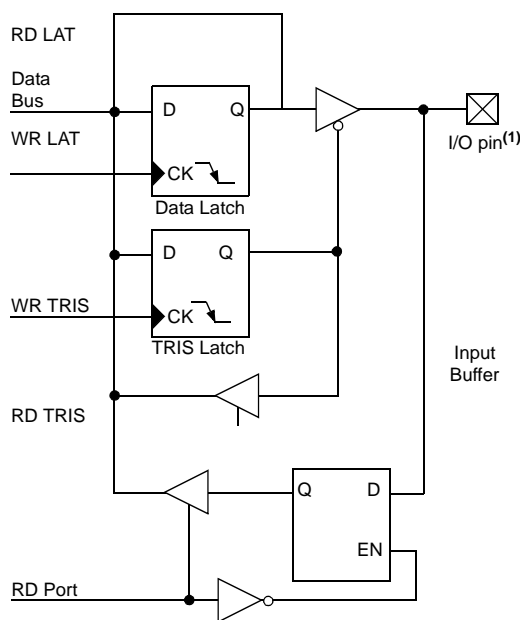 RD LAT
Data
Bus
D Q
WR LAT
I/O pin(1)
CK
Data Latch
D Q
WR TRIS
CK
TRIS Latch
Input
Buffer
RD TRIS
Q D
EN
RD Port